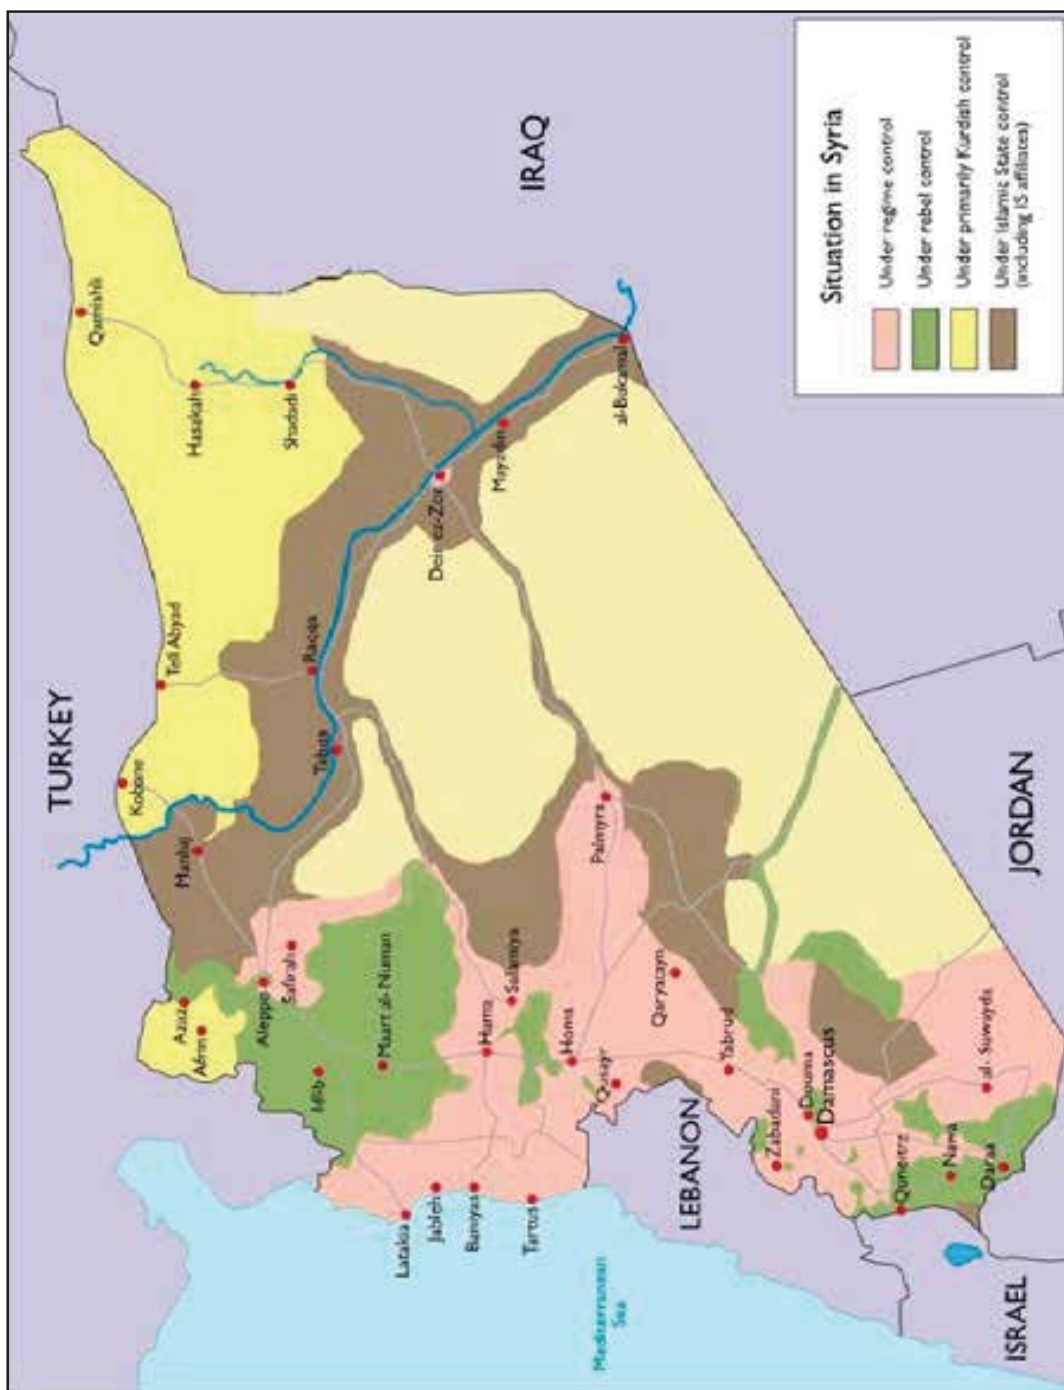 TURKEY
IRAQ
JORDAN
LEBANON
ISRAEL
Mediterranean
Sea
Qamishli
Hasakah
Shadadi
Tell Abyad
Kobane
Manbij
Raqqa
Tabqa
Deir ez-Zor
Mayadin
al-Bukamal
Azaz
Afrin
Aleppo
Safirah
Idlib
Maarrt al-Numan
Latakia
Jableh
Baniyas
Tartus
Hama
Salamiya
Homs
Qusayr
Palmyra
Qaryatayn
Yabrud
Zabadani
Douma
Damascus
Quneitra
Nawa
Daraa
al-Suwayda
Situation in Syria
Under regime control
Under rebel control
Under primarily Kurdish control
Under Islamic State control
(including IS affiliates)